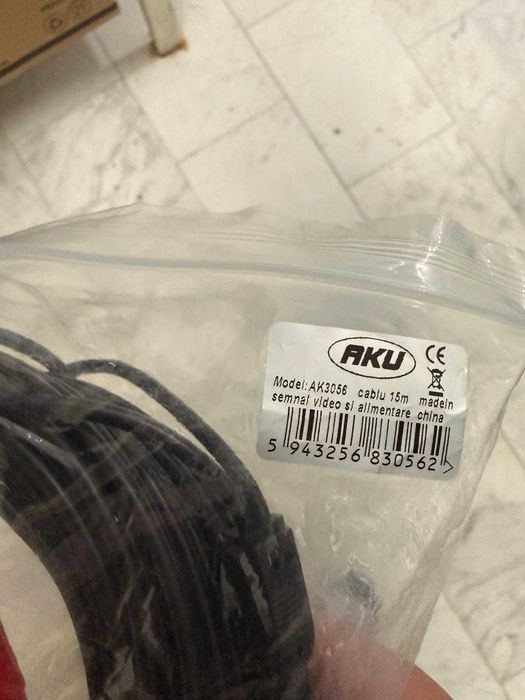 AKU CE
Model: AK3056 cablu 15m madein
semnal video si alimentare china
5 943256 830562 >